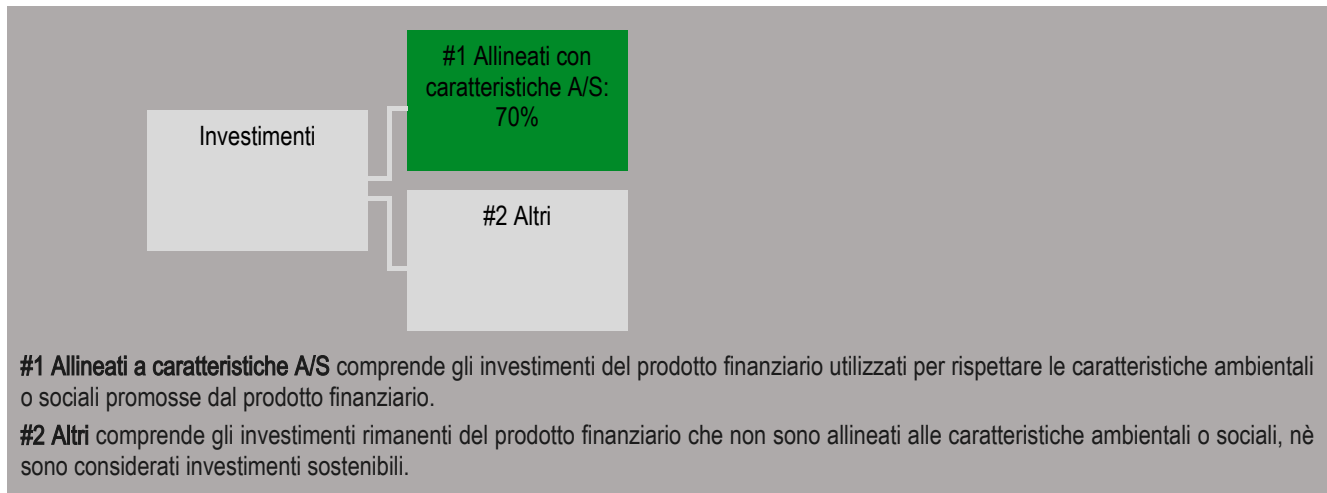 #1 Allineati con
caratteristiche A/S:
70%
Investimenti
#2 Altri
#1 Allineati a caratteristiche A/S comprende gli investimenti del prodotto finanziario utilizzati per rispettare le caratteristiche ambientali
o sociali promosse dal prodotto finanziario.
#2 Altri comprende gli investimenti rimanenti del prodotto finanziario che non sono allineati alle caratteristiche ambientali o sociali, nè
sono considerati investimenti sostenibili.